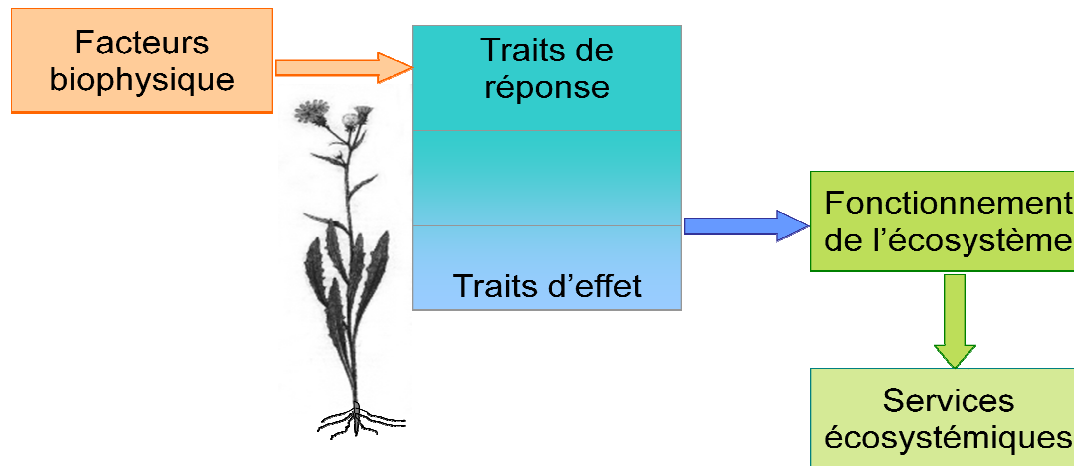 Facteurs
biophysique
Traits de
réponse
Traits d’effet
Fonctionnement
de l’écosystème
Services
écosystémiques